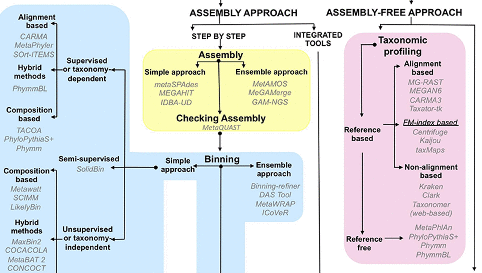 ASSEMBLY APPROACH
ASSEMBLY-FREE APPROACH
Alignment
based
CARMA
MetaPhyler
SOrt-ITEMS
Hybrid
methods
PhymmBL
Supervised
or taxonomy-
dependent
Composition
based
TACOA
PhyloPythiaS+
Phymm
Semi-supervised
SolidBin
Composition
based
Metawatt
SCIMM
LikelyBin
Unsupervised
or taxonomy-
independent
Hybrid
methods
MaxBin2
COCACOLA
MetaBAT 2
CONCOCT
STEP BY STEP
INTEGRATED
TOOLS
Assembly
Simple approach
metaSPAdes
MEGAHIT
IDBA-UD
Ensemble approach
MetAMOS
MeGAMerge
GAM-NGS
Checking Assembly
MetaQUAST
Binning
Simple
approach
Ensemble
approach
Binning-refiner
DAS Tool
MetaWRAP
ICoVeR
Taxonomic
profiling
Alignment
based
MG-RAST
MEGAN6
CARMA3
Taxator-tk
Reference
based
FM-index based
Centrifuge
Kaijou
taxMaps
Non-alignment
based
Kraken
Clark
Taxonomer
(web-based)
Reference
free
MetaPhlAn
PhyloPythiaS+
Phymm
PhymmBL